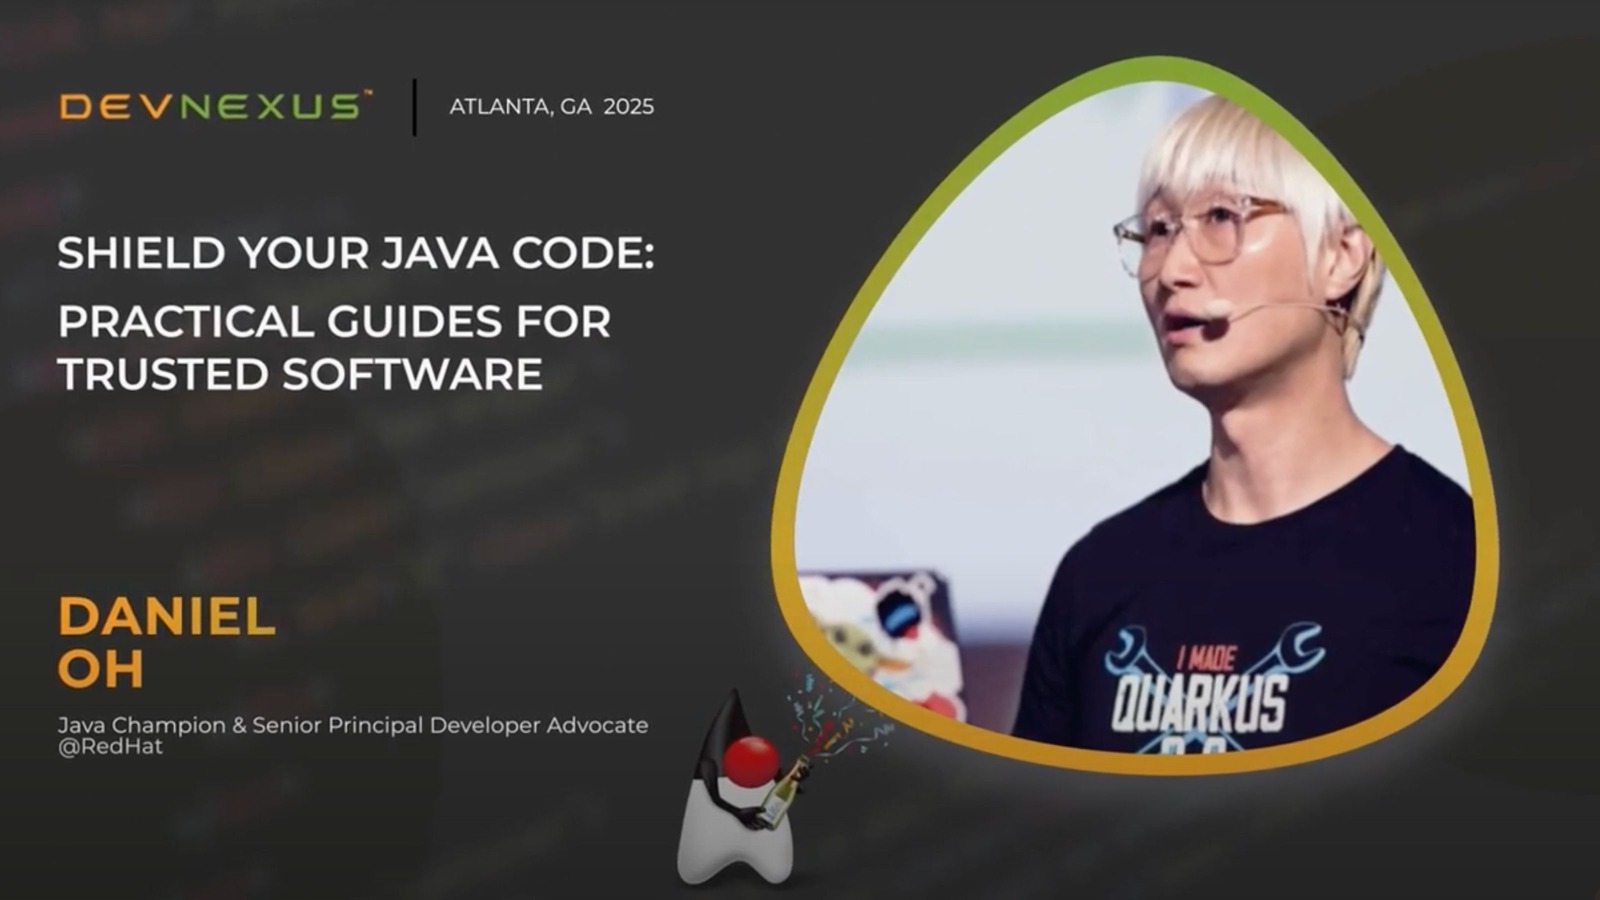 DEVNEXUS™
ATLANTA, GA 2025
SHIELD YOUR JAVA CODE:
PRACTICAL GUIDES FOR
TRUSTED SOFTWARE
DANIEL
OH
Java Champion & Senior Principal Developer Advocate
@RedHat
I MADE
QUARKUS